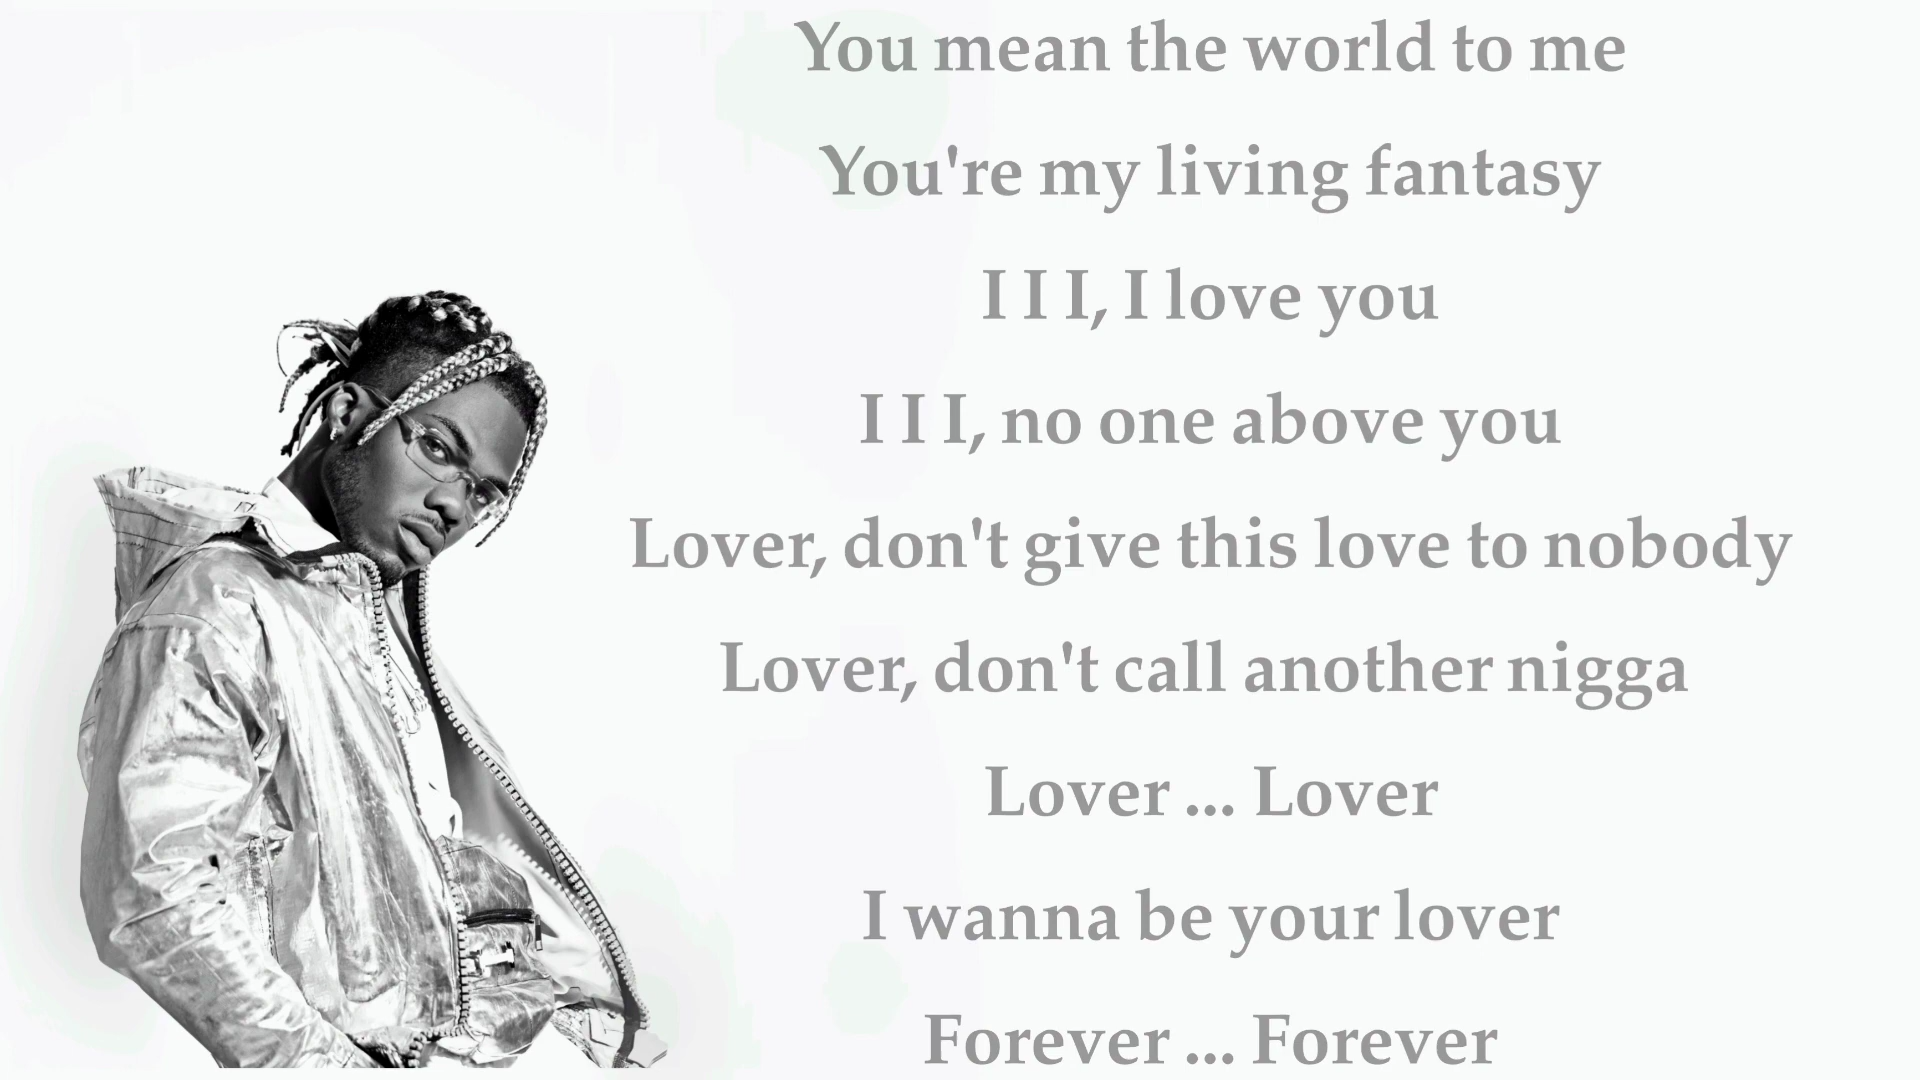 You mean the world to me
You're my living fantasy
I I I, I love you
I I I, no one above you
Lover, don't give this love to nobody
Lover, don't call another nigga
Lover ... Lover
I wanna be your lover
Forever ... Forever